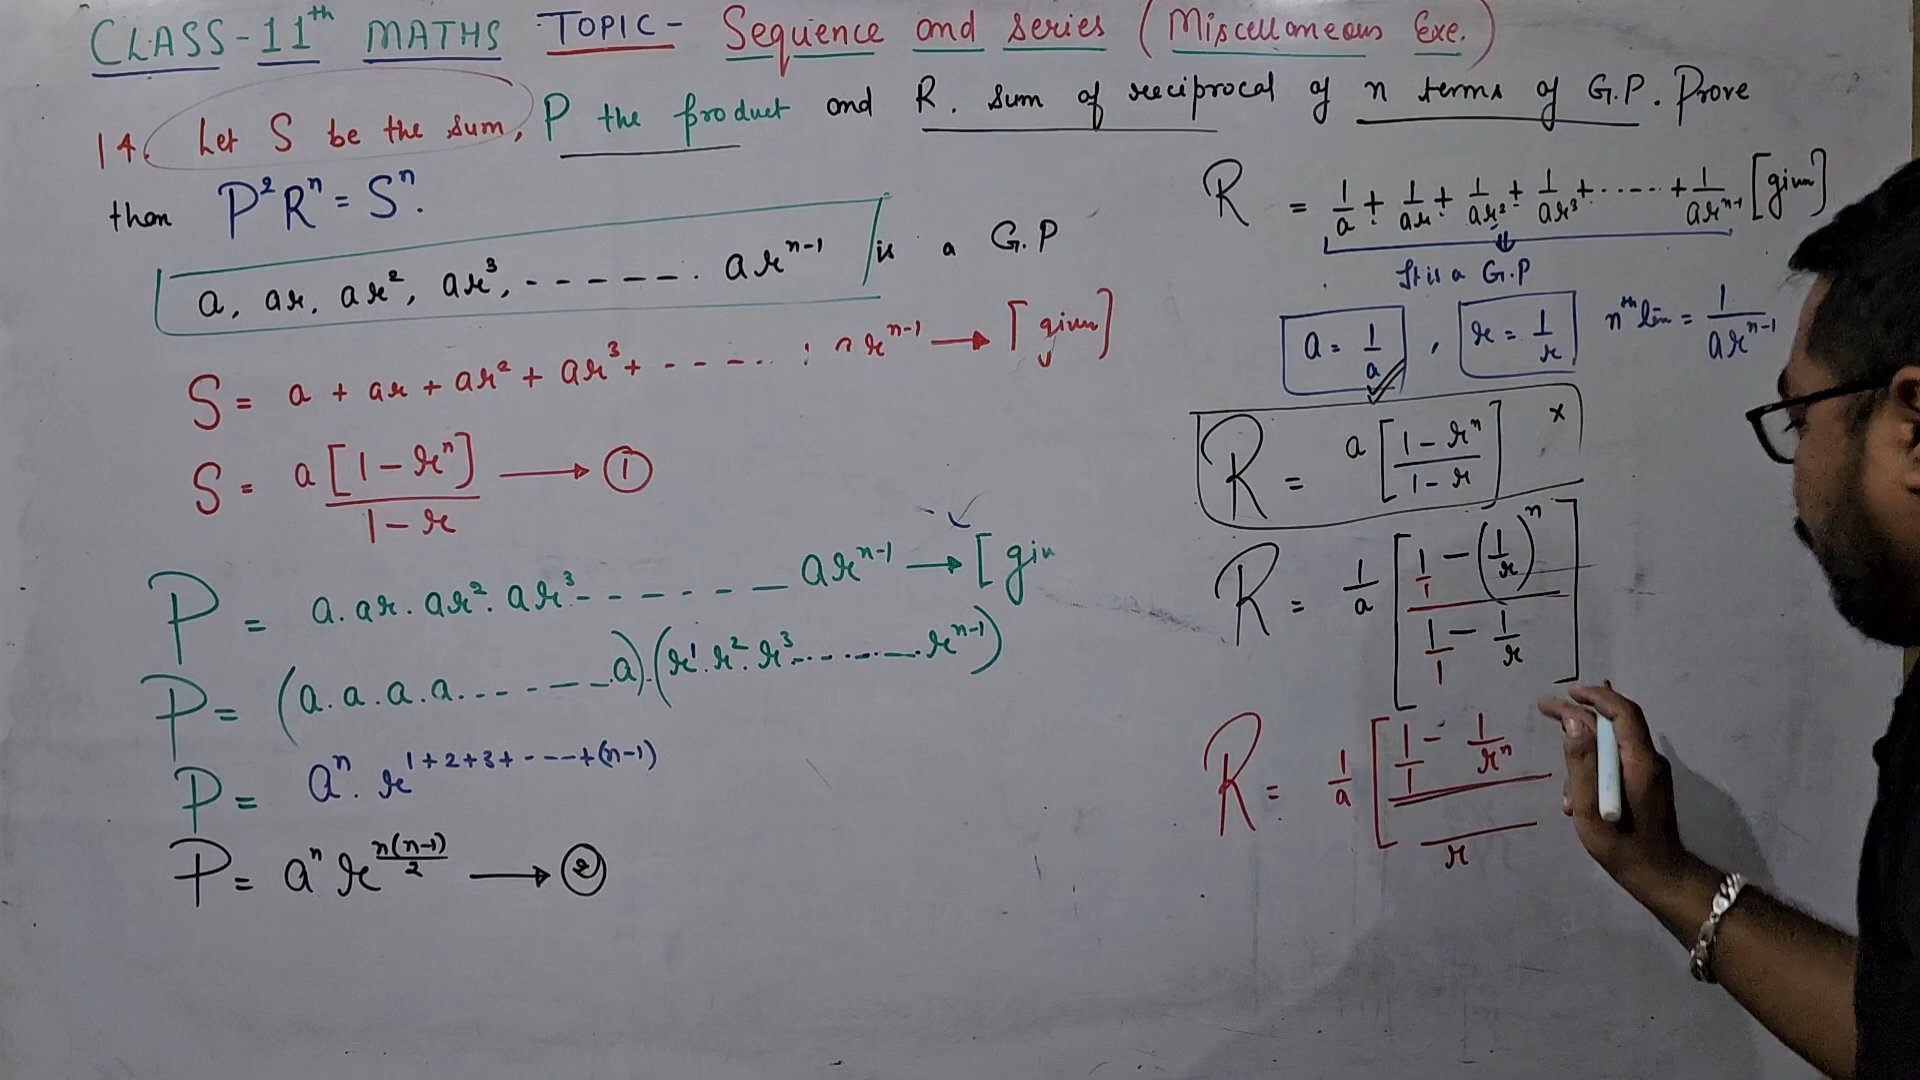 CLASS-11th MATHS TOPIC- Sequence and series (Miscellaneous Exe.)
14. Let S be the sum, P the product and R. sum of reciprocal of n terms of G.P. Prove
than P²Rⁿ = Sⁿ.
a, ar, ar², ar³, ------. arⁿ⁻¹ is a G.P
S = a + ar + ar² + ar³ + ----- rⁿ⁻¹ → [given]
S = a[1-rⁿ]/1-r → ①
P = a.ar.ar².ar³------ arⁿ⁻¹ → [giv
P = (a.a.a.a.------.a).(r¹.r².r³.------.rⁿ⁻¹)
P = aⁿ.r^1+2+3+----+(n-1)
P = aⁿ r^n(n-1)/2 → ②
R = 1/a + 1/ar + 1/ar² + 1/ar³ + ----- + 1/arⁿ⁻¹ [given]
It is a G.P
a = 1/a , r = 1/r nth = 1/arⁿ⁻¹
R = a[1-rⁿ/1-r] x
R = 1/a [1/1 - (1/r)ⁿ / 1/1 - 1/r]
R = 1/a [1/1 - 1/rⁿ / r